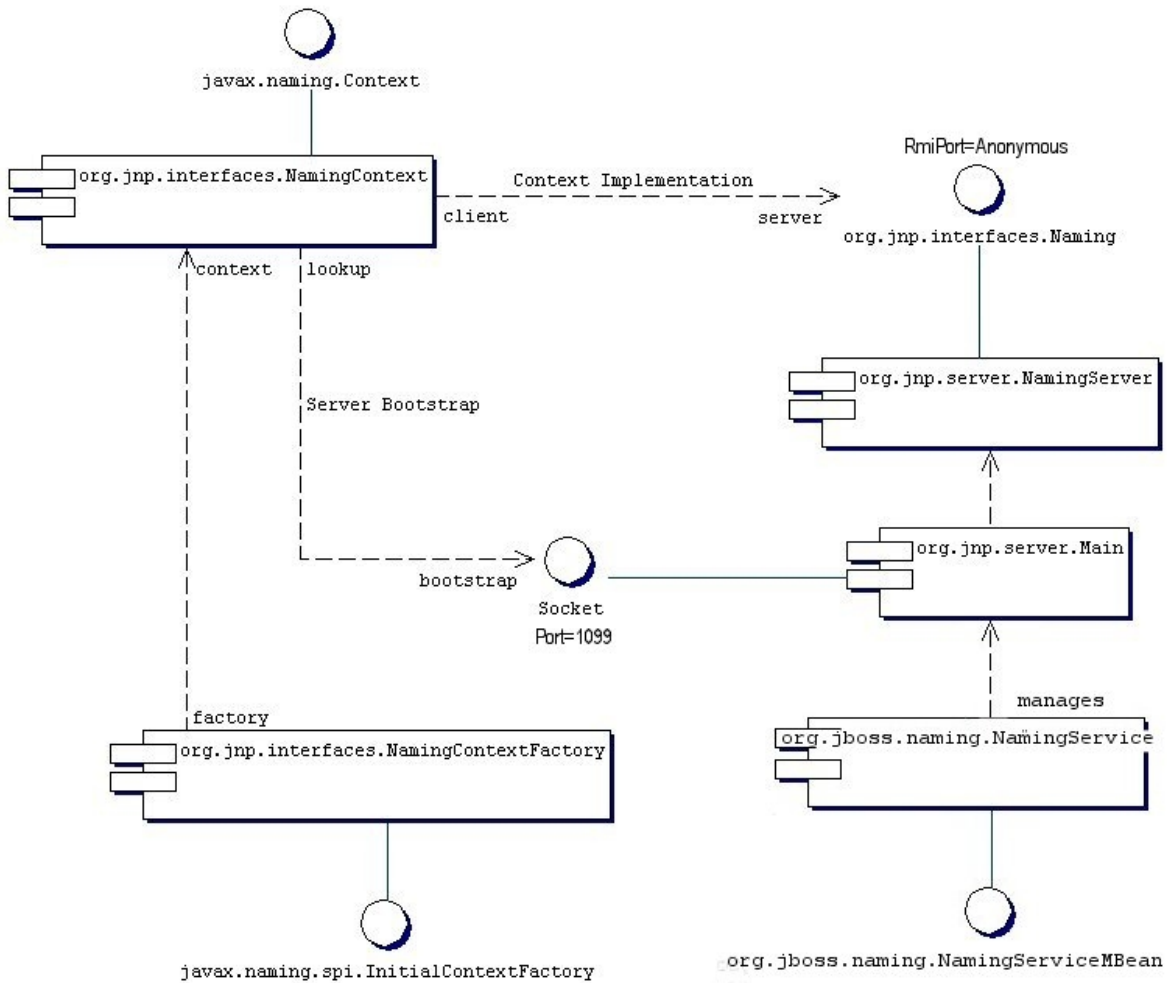 javax.naming.Context
RmiPort=Anonymous
org.jnp.interfaces.NamingContext
Context Implementation
client
server
org.jnp.interfaces.Naming
context
lookup
org.jnp.server.NamingServer
Server Bootstrap
org.jnp.server.Main
bootstrap
Socket
Port=1099
manages
factory
org.jboss.naming.NamingService
org.jnp.interfaces.NamingContextFactory
org.jboss.naming.NamingServiceMBean
javax.naming.spi.InitialContextFactory